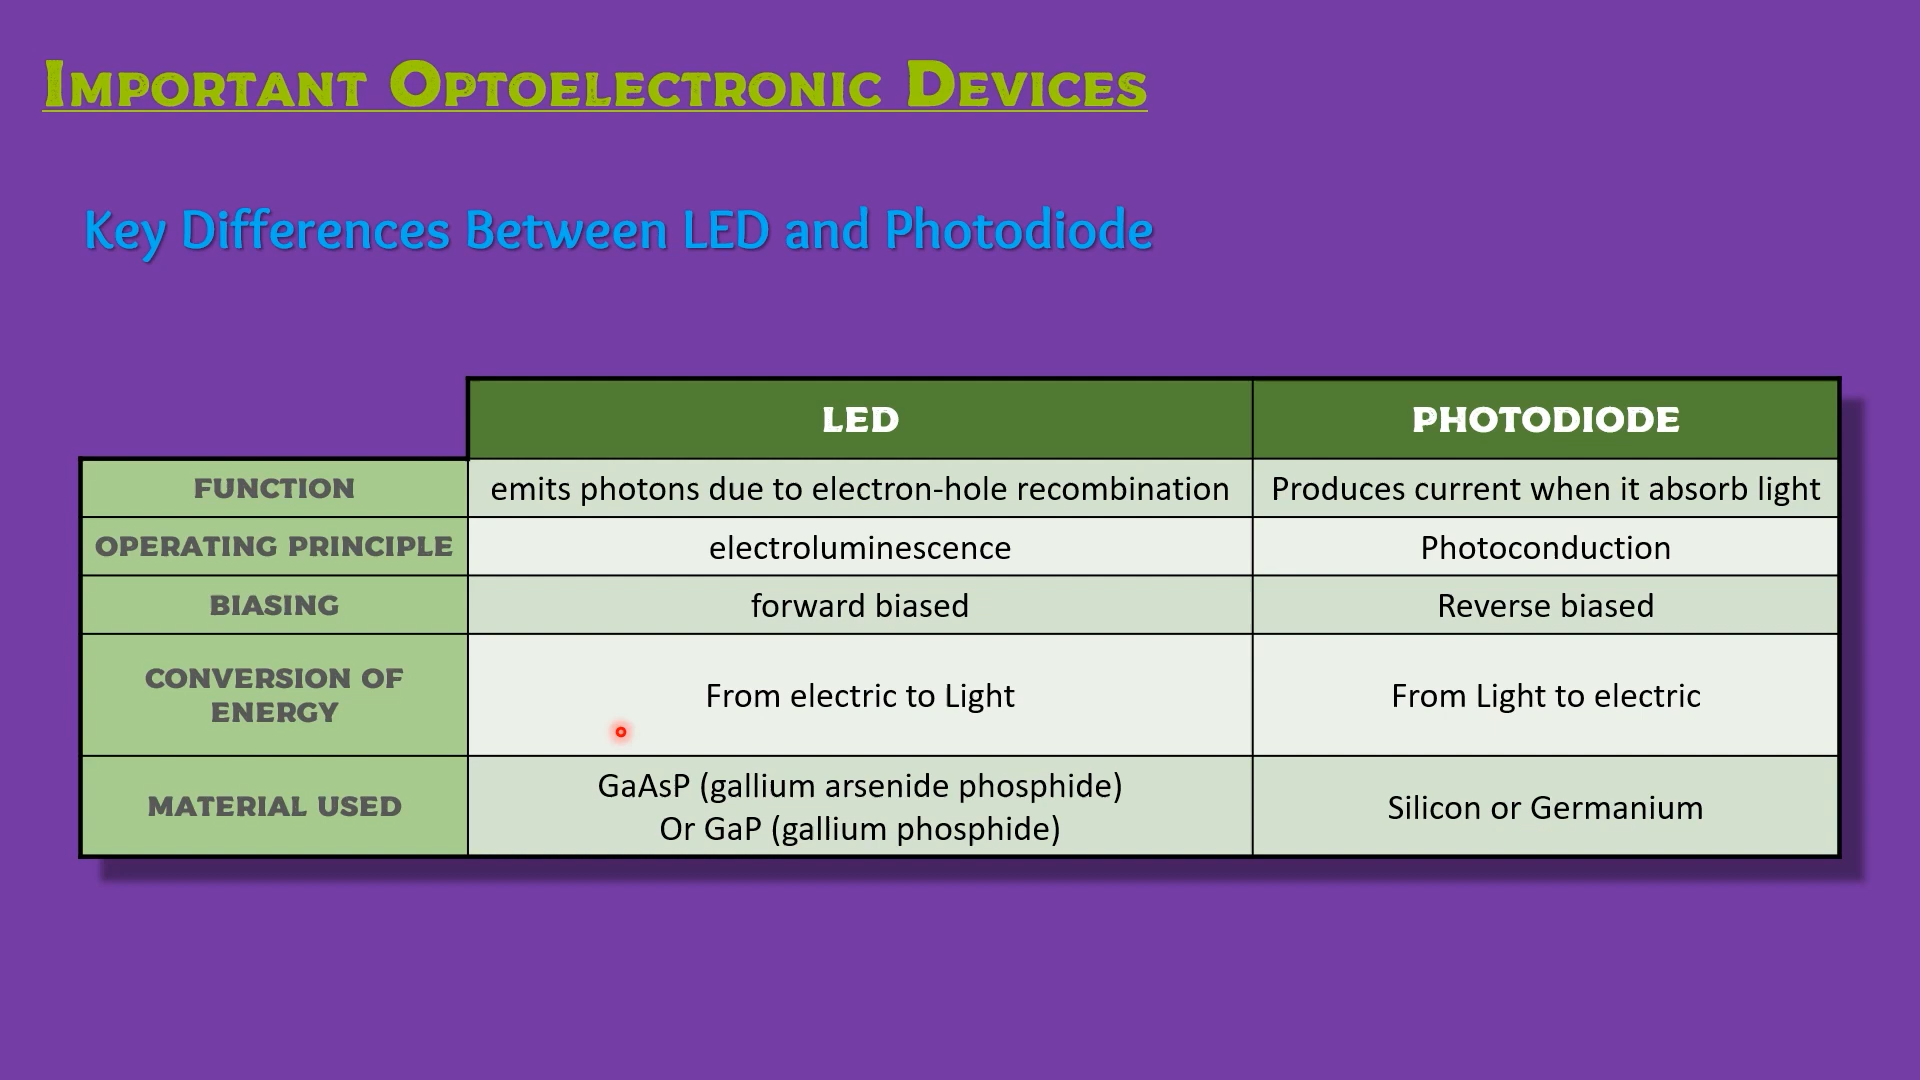 Important Optoelectronic Devices
Key Differences Between LED and Photodiode
LED PHOTODIODE
FUNCTION emits photons due to electron-hole recombination Produces current when it absorb light
OPERATING PRINCIPLE electroluminescence Photoconduction
BIASING forward biased Reverse biased
CONVERSION OF
ENERGY
From electric to Light From Light to electric
MATERIAL USED
GaAsP (gallium arsenide phosphide)
Or GaP (gallium phosphide)
Silicon or Germanium